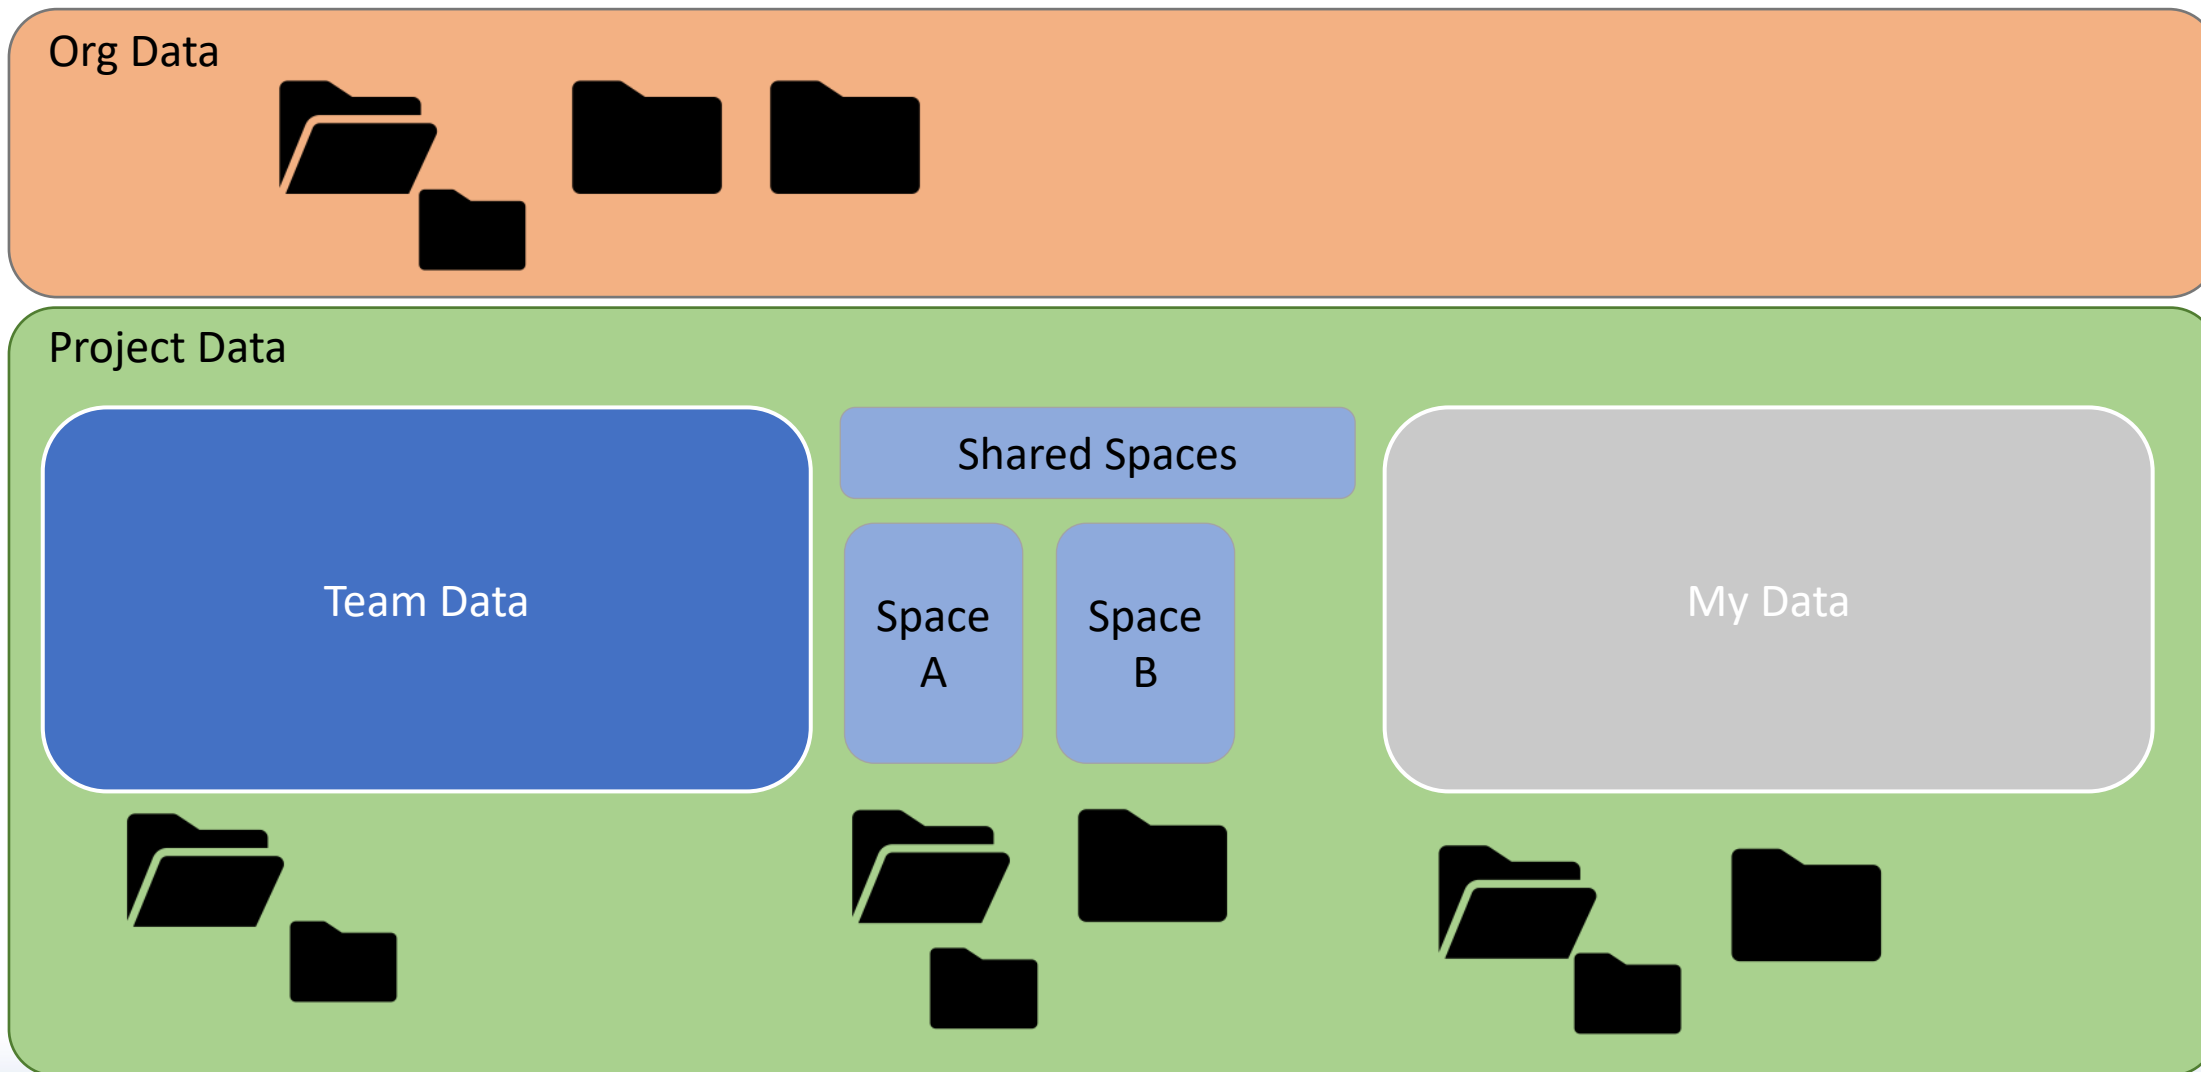 Org Data
Project Data
Team Data
Shared Spaces
Space
A
Space
B
My Data